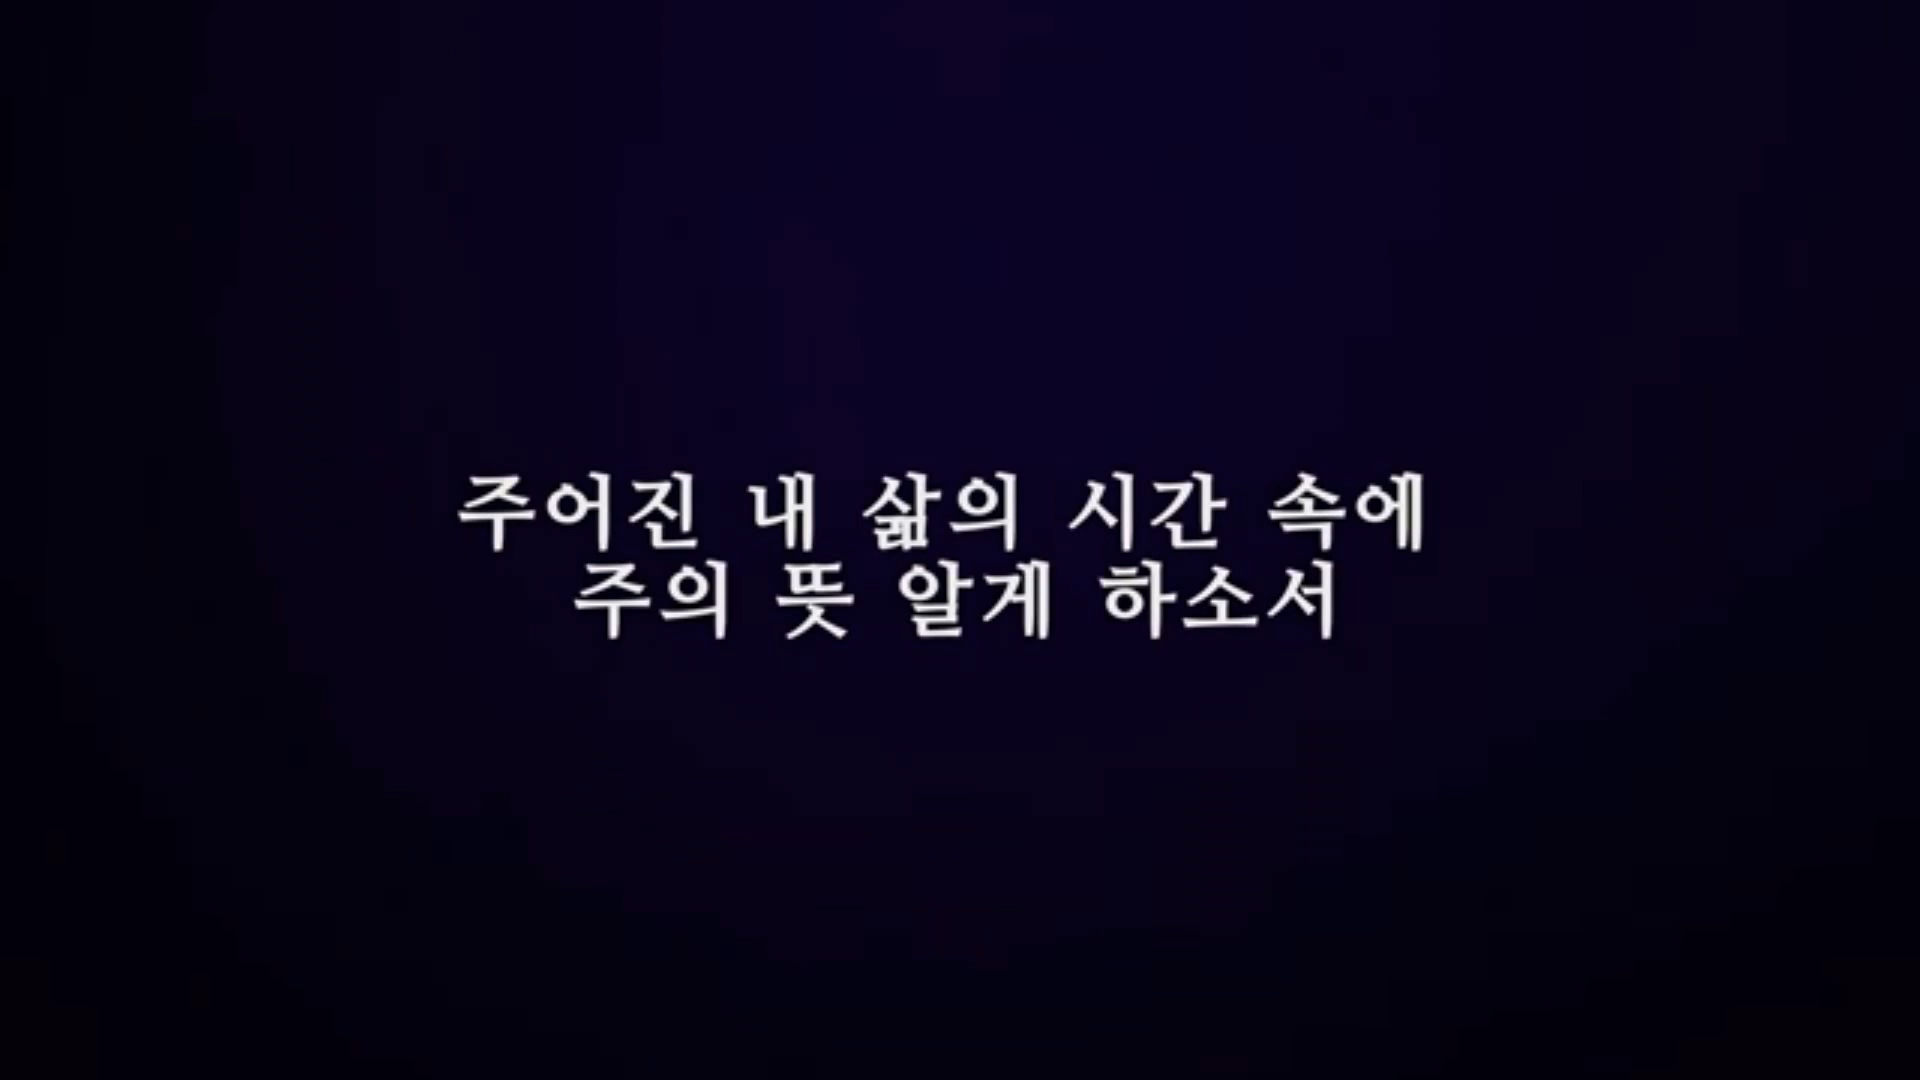 주어진 내 삶의 시간 속에
주의 뜻 알게 하소서